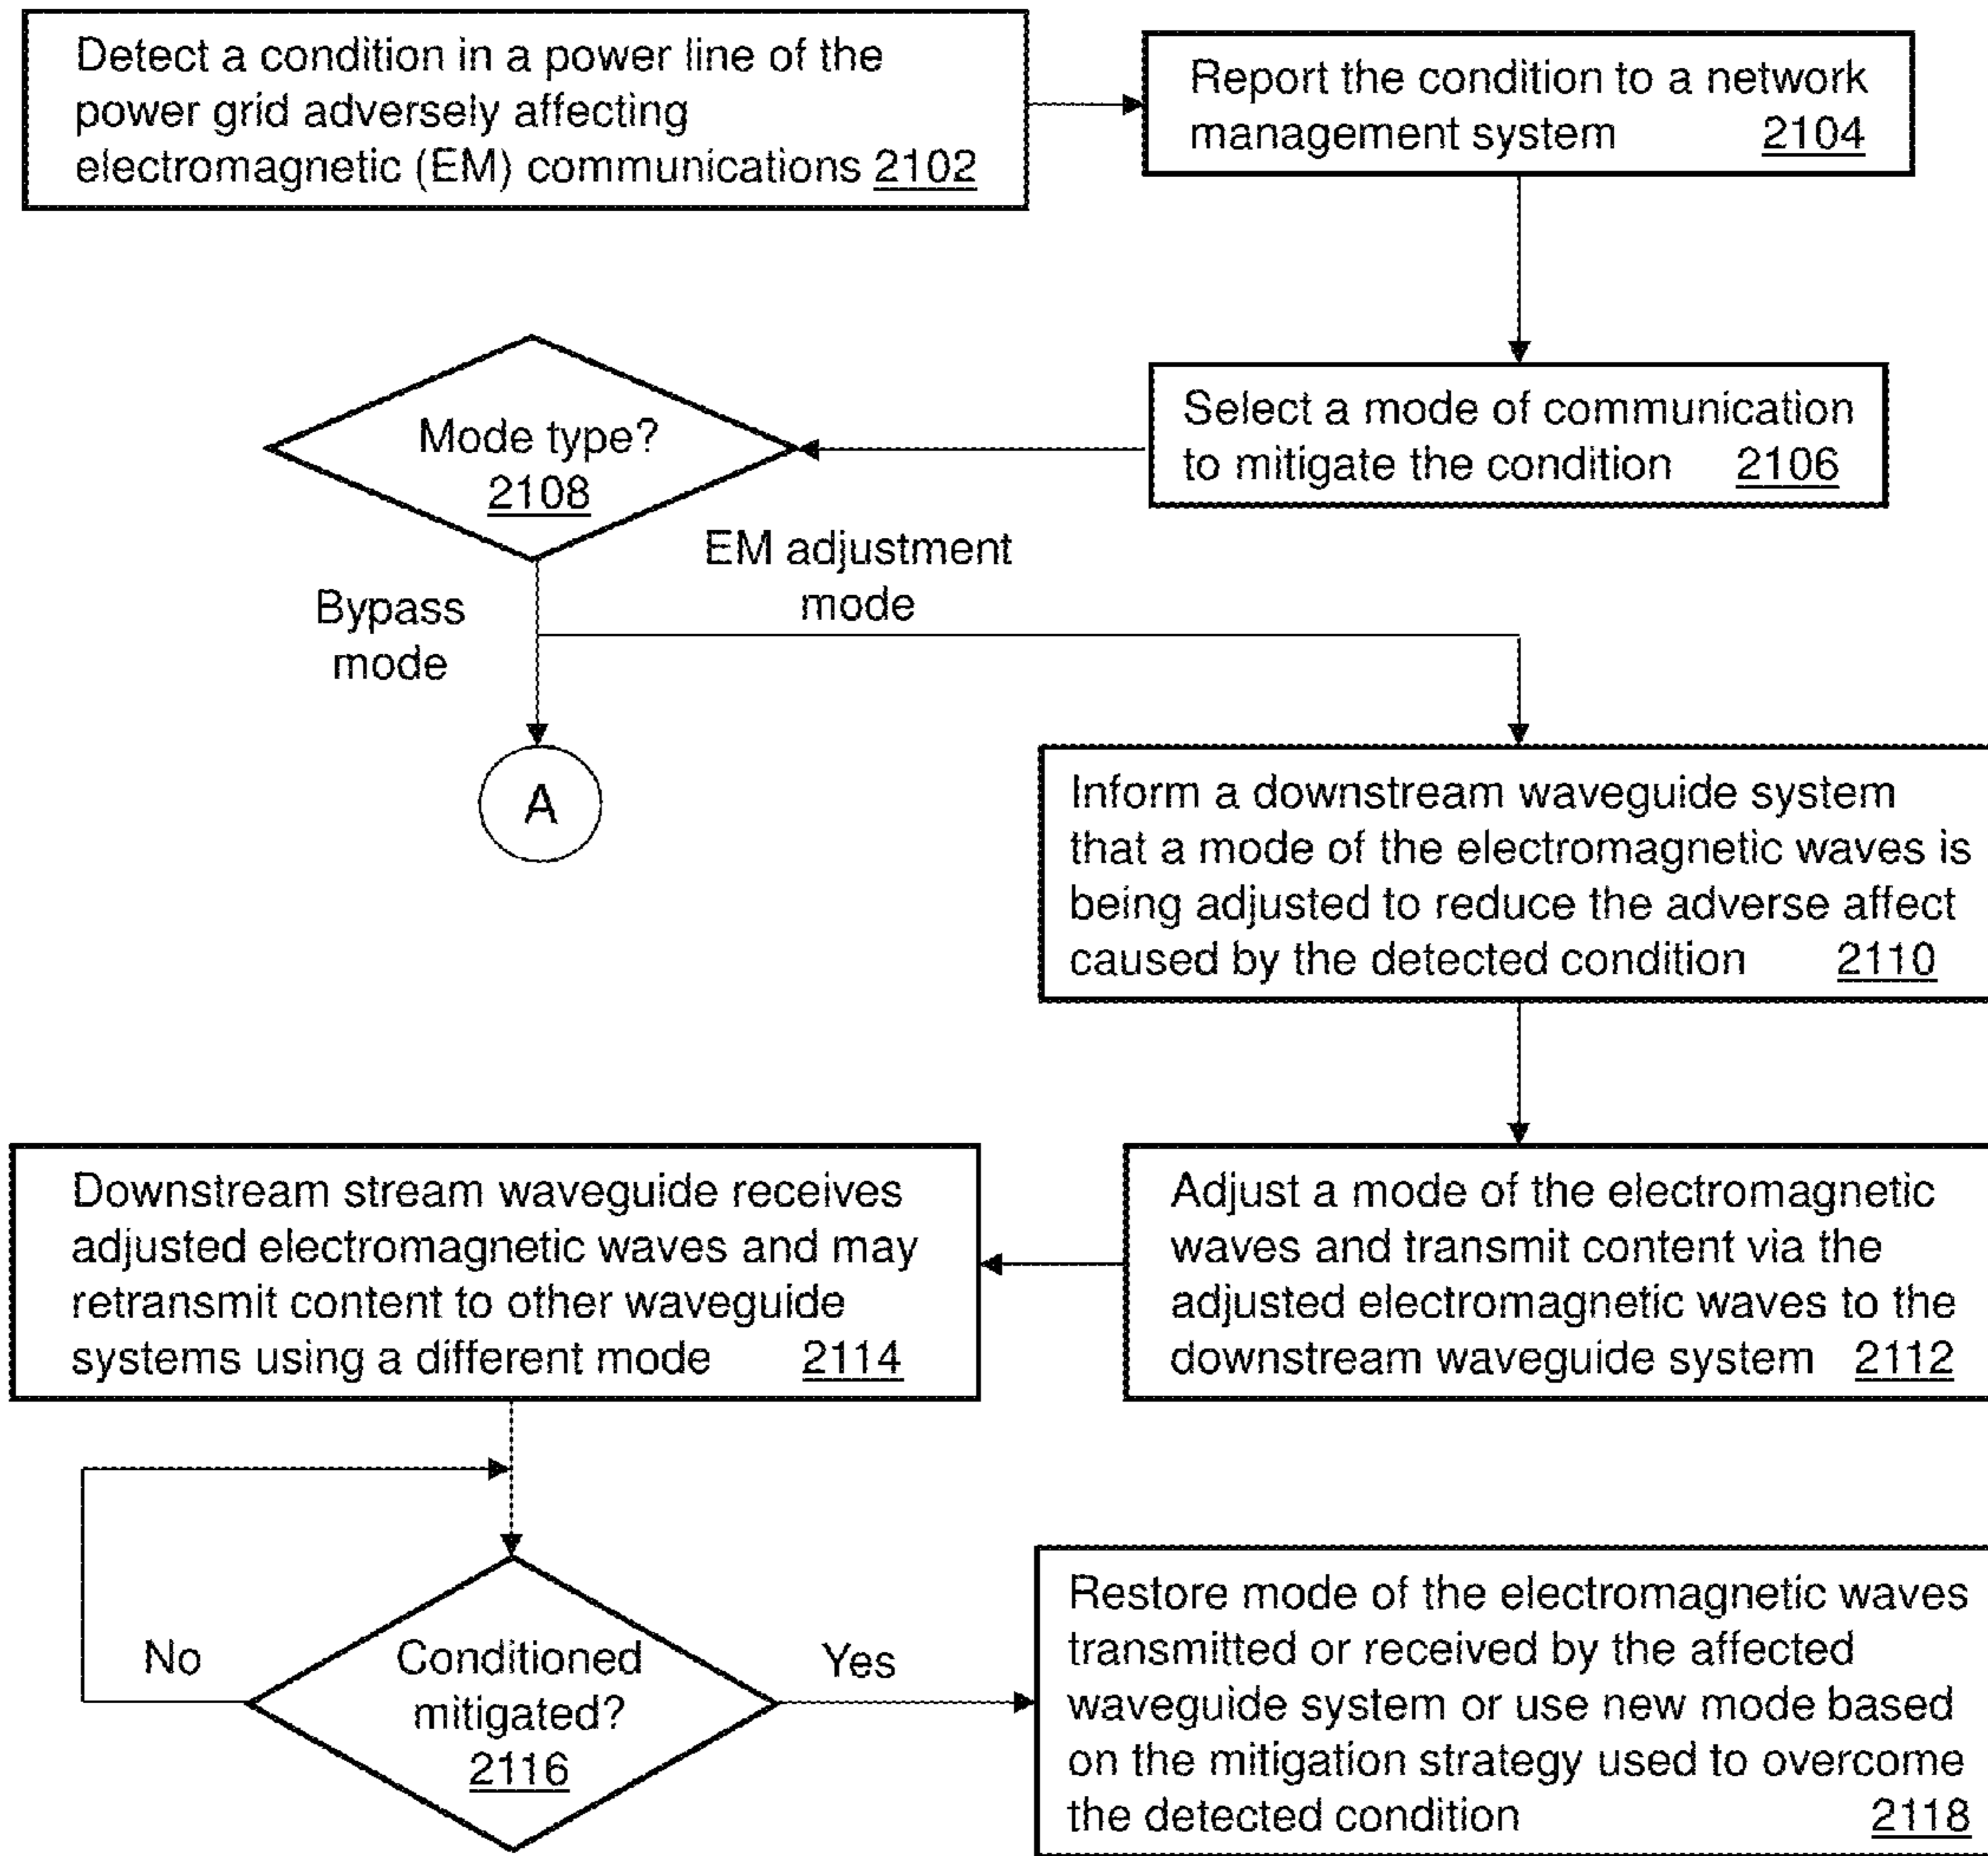 Detect a condition in a power line of the
power grid adversely affecting
electromagnetic (EM) communications 2102
Report the condition to a network
management system 2104
Select a mode of communication
to mitigate the condition 2106
Mode type?
2108
EM adjustment
mode
Bypass
mode
A
Inform a downstream waveguide system
that a mode of the electromagnetic waves is
being adjusted to reduce the adverse affect
caused by the detected condition 2110
Adjust a mode of the electromagnetic
waves and transmit content via the
adjusted electromagnetic waves to the
downstream waveguide system 2112
Downstream stream waveguide receives
adjusted electromagnetic waves and may
retransmit content to other waveguide
systems using a different mode 2114
Conditioned
mitigated?
2116
No
Yes
Restore mode of the electromagnetic waves
transmitted or received by the affected
waveguide system or use new mode based
on the mitigation strategy used to overcome
the detected condition 2118